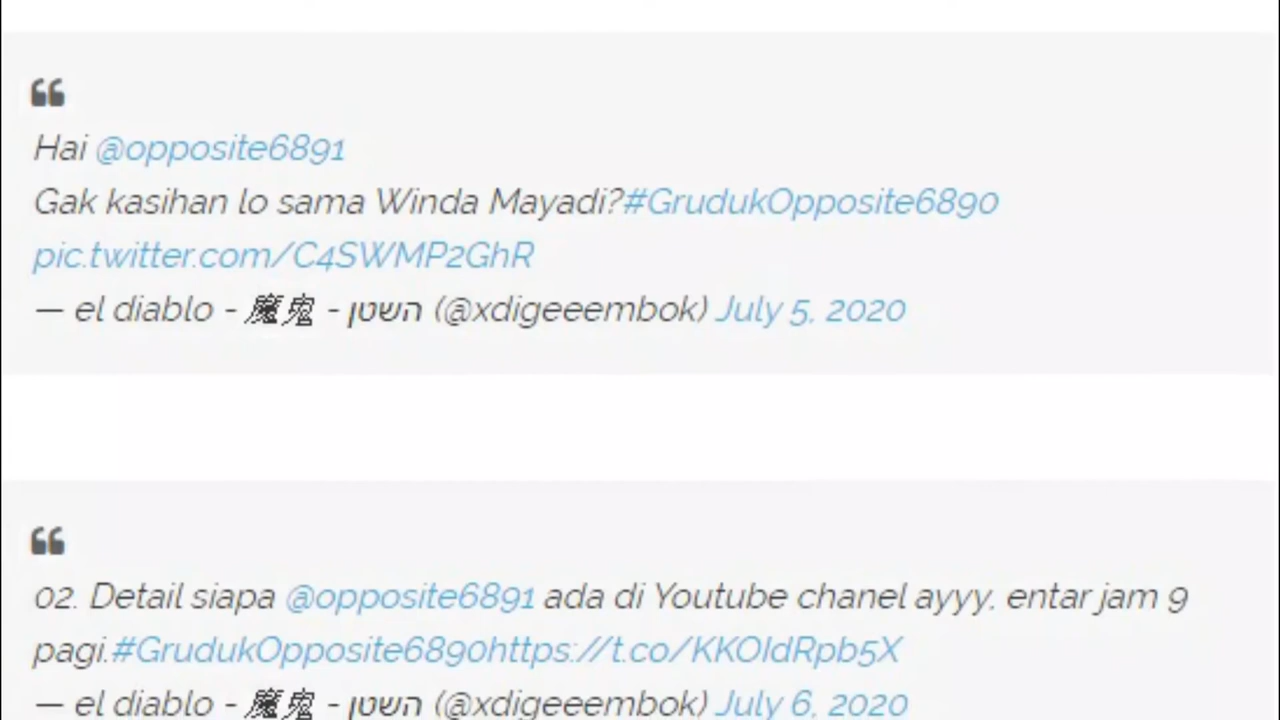 Hai @opposite6891
Gak kasihan lo sama Winda Mayadi?#GrudukOpposite6890
pic.twitter.com/C4SWMP2GhR
— el diablo - 魔鬼 - השטן (@xdigeeembok) July 5, 2020
02. Detail siapa @opposite6891 ada di Youtube chanel ayyy. entar jam 9
pagi.#GrudukOpposite6890https://t.co/KKOIdRpb5X
— el diablo - 魔鬼 - השטן (@xdigeeembok) July 6, 2020